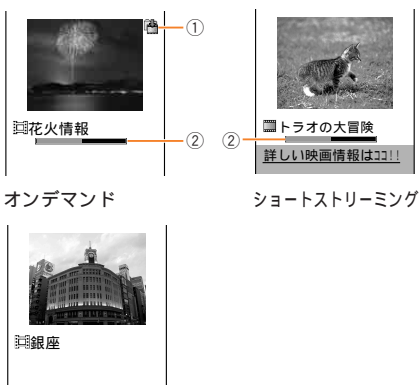 ①
花火情報
②
オンデマンド
②
トラオの大冒険
詳しい映画情報はココ!!
ショートストリーミング
銀座